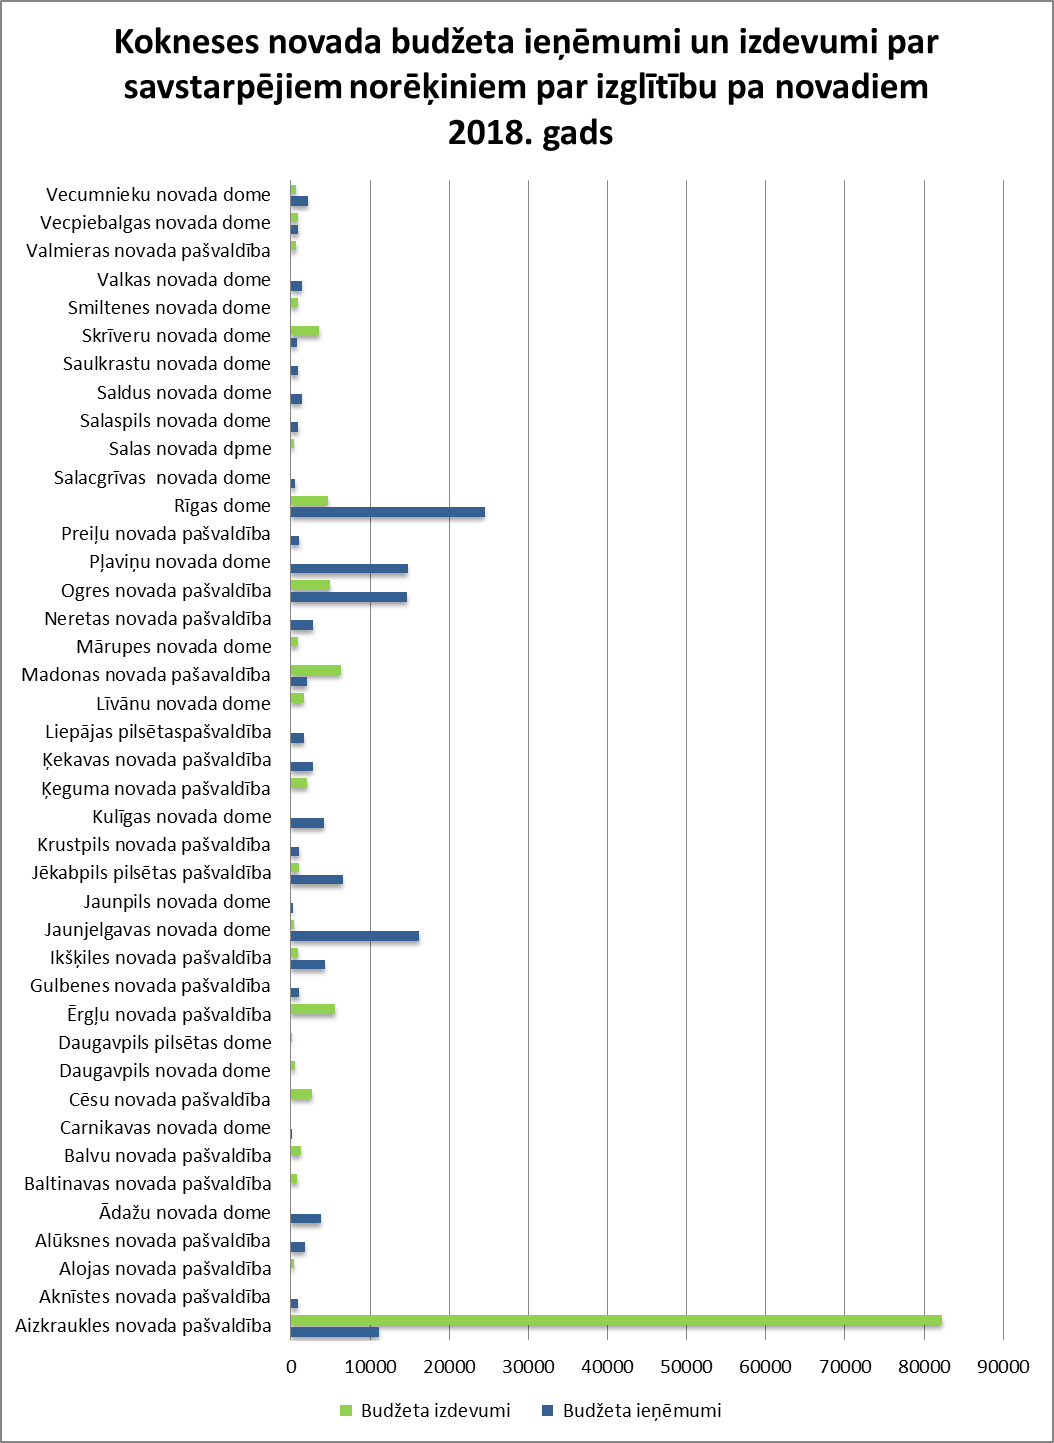 Kokneses novada budžeta ieņēmumi un izdevumi par
savstarpējiem norēķiniem par izglītību pa novadiem
2018. gads
Vecumnieku novada dome
Vecpiebalgas novada dome
Valmieras novada pašvaldība
Valkas novada dome
Smiltenes novada dome
Skrīveru novada dome
Saulkrastu novada dome
Saldus novada dome
Salaspils novada dome
Salas novada dpme
Salacgrīvas  novada dome
Rīgas dome
Preiļu novada pašvaldība
Pļaviņu novada dome
Ogres novada pašvaldība
Neretas novada pašvaldība
Mārupes novada dome
Madonas novada pašavaldība
Līvānu novada dome
Liepājas pilsētaspašvaldība
Ķekavas novada pašvaldība
Ķeguma novada pašvaldība
Kulīgas novada dome
Krustpils novada pašvaldība
Jēkabpils pilsētas pašvaldība
Jaunpils novada dome
Jaunjelgavas novada dome
Ikšķiles novada pašvaldība
Gulbenes novada pašvaldība
Ērgļu novada pašvaldība
Daugavpils pilsētas dome
Daugavpils novada dome
Cēsu novada pašvaldība
Carnikavas novada dome
Balvu novada pašvaldība
Baltinavas novada pašvaldība
Ādažu novada dome
Alūksnes novada pašvaldība
Alojas novada pašvaldība
Aknīstes novada pašvaldība
Aizkraukles novada pašvaldība
0 10000 20000 30000 40000 50000 60000 70000 80000 90000
Budžeta izdevumi Budžeta ieņēmumi